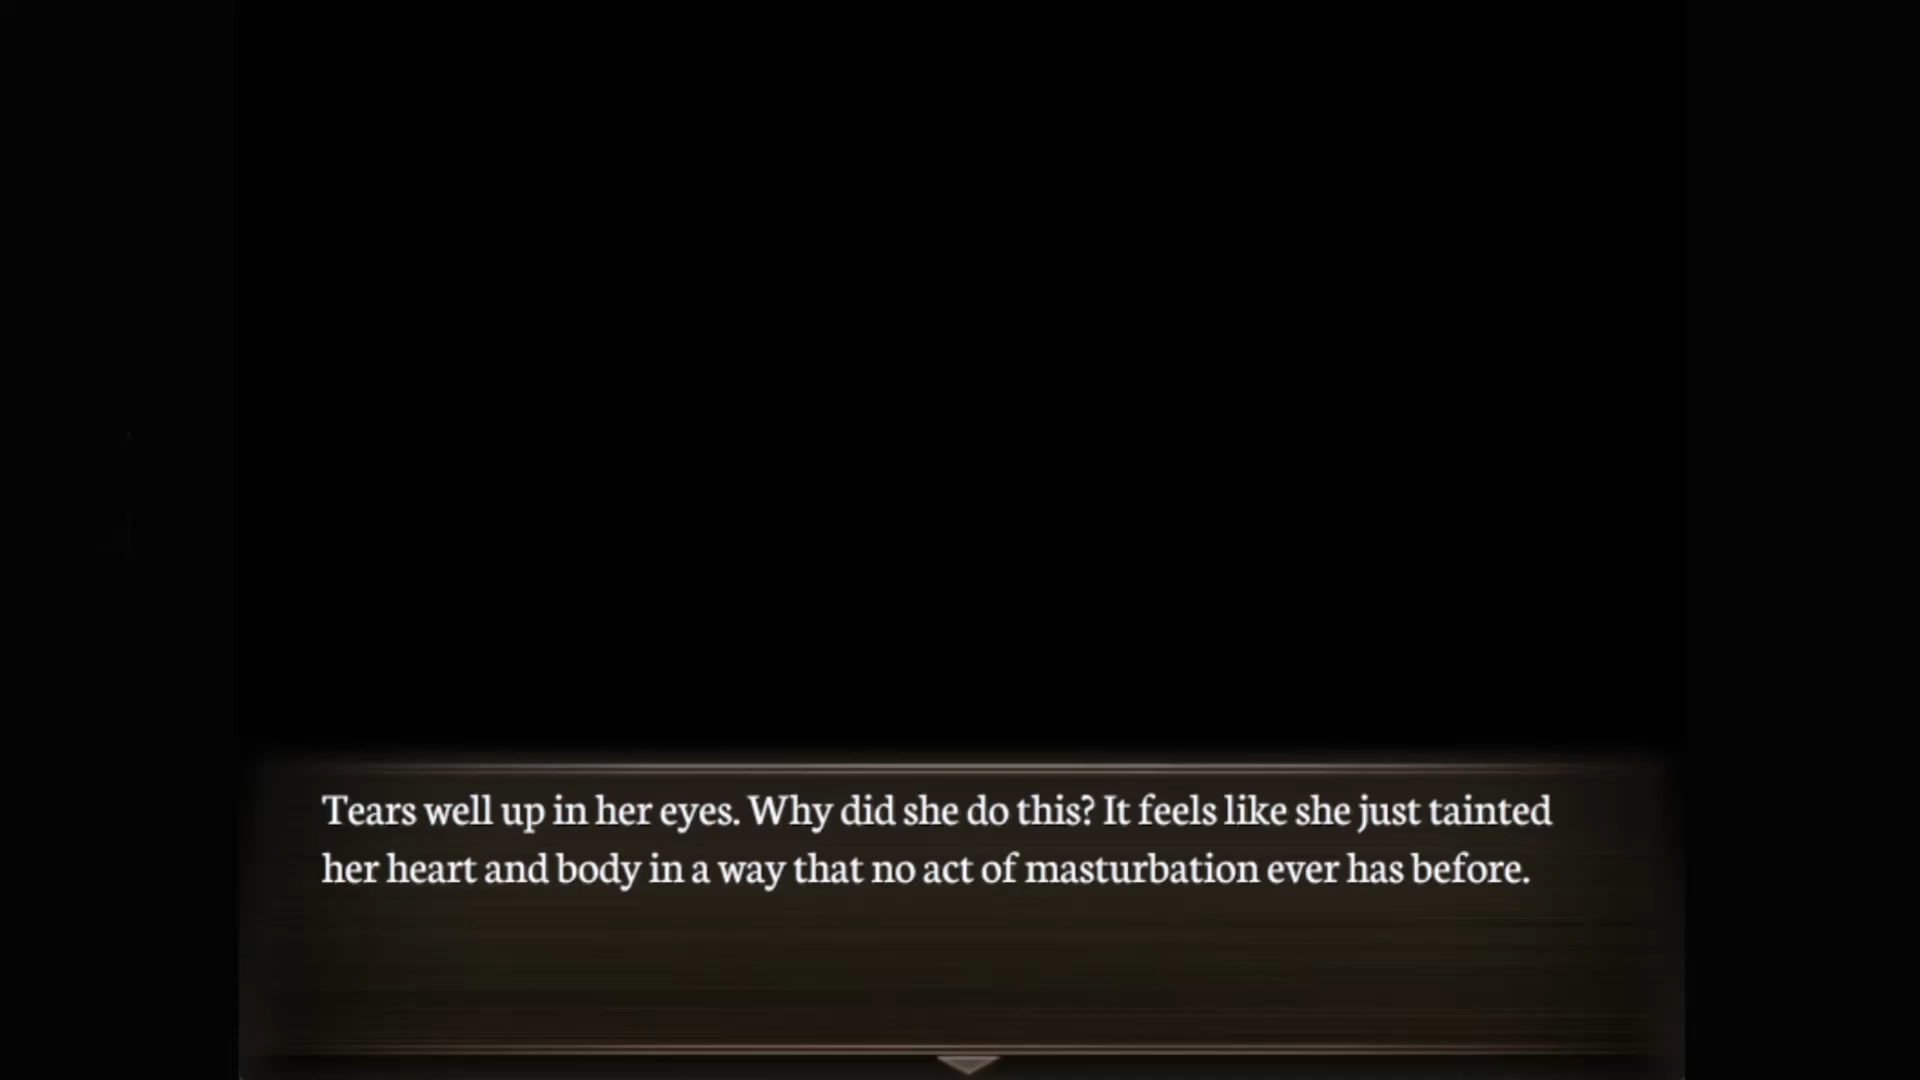 Tears well up in her eyes. Why did she do this? It feels like she just tainted
her heart and body in a way that no act of masturbation ever has before.